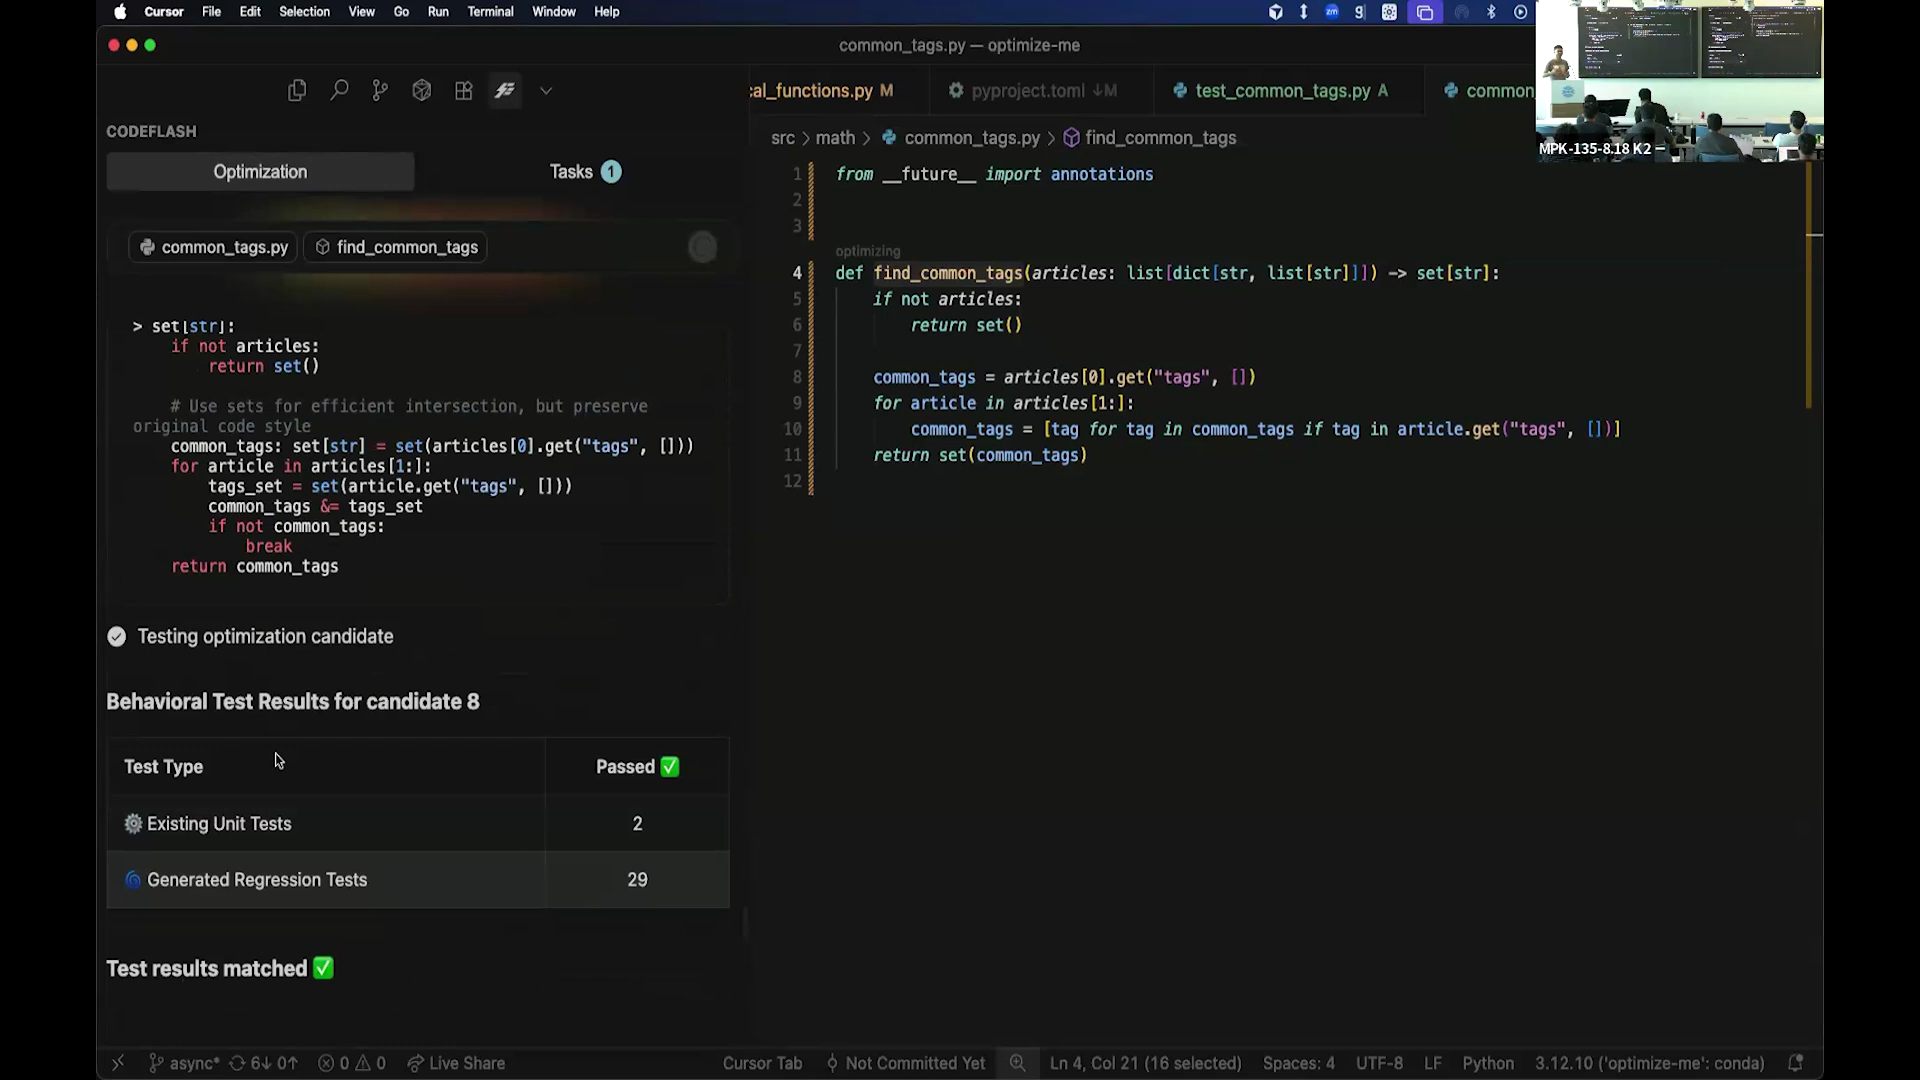 Cursor File Edit Selection View Go Run Terminal Window Help
common_tags.py — optimize-me
CODEFLASH
Optimization
Tasks 1
common_tags.py
find_common_tags
> set[str]:
if not articles:
return set()
# Use sets for efficient intersection, but preserve
original code style
common_tags: set[str] = set(articles[0].get("tags", []))
for article in articles[1:]:
tags_set = set(article.get("tags", []))
common_tags &= tags_set
if not common_tags:
break
return common_tags
Testing optimization candidate
Behavioral Test Results for candidate 8
Test Type Passed ✅
Existing Unit Tests 2
Generated Regression Tests 29
Test results matched ✅
cal_functions.py M
pyproject.toml ↓M
test_common_tags.py A
common
src > math > common_tags.py > find_common_tags
1 from __future__ import annotations
2
3
optimizing
4 def find_common_tags(articles: list[dict[str, list[str]]]) -> set[str]:
5 if not articles:
6 return set()
7
8 common_tags = articles[0].get("tags", [])
9 for article in articles[1:]:
10 common_tags = [tag for tag in common_tags if tag in article.get("tags", [])]
11 return set(common_tags)
12
MPK-135-8.18 K2 —
async* 6↓ 0↑ 0 0 Live Share
Cursor Tab Not Committed Yet Ln 4, Col 21 (16 selected) Spaces: 4 UTF-8 LF Python 3.12.10 ('optimize-me': conda)